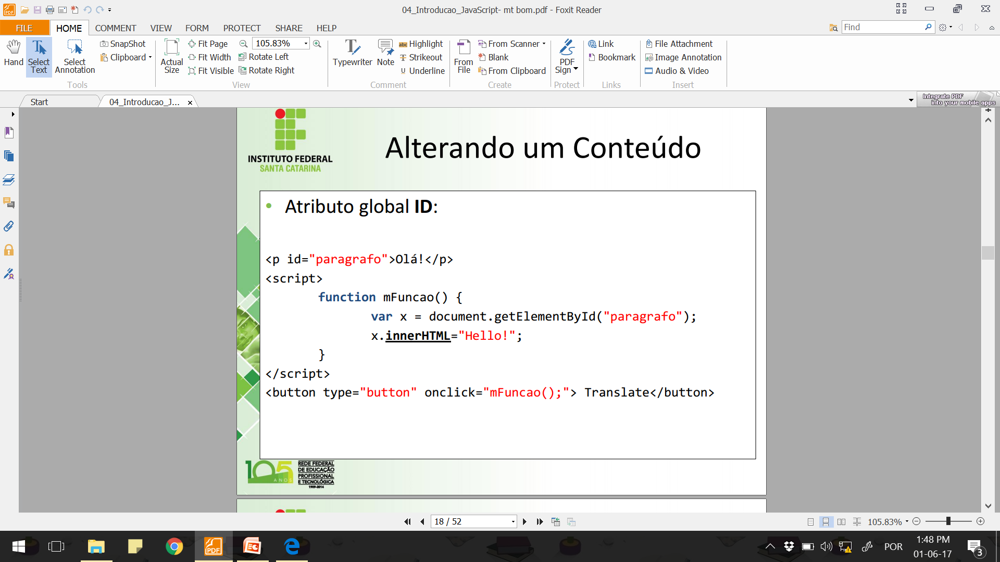 04_Introducao_JavaScript- mt bom.pdf - Foxit Reader
FILE HOME COMMENT VIEW FORM PROTECT SHARE HELP
Find
Hand
Select Text
Select Annotation
SnapShot
Clipboard
Tools
Actual Size
Fit Page
Fit Width
Fit Visible
105.83%
Rotate Left
Rotate Right
View
Typewriter
Note
abc Highlight
T Strikeout
U Underline
Comment
From File
From Scanner
Blank
From Clipboard
Create
PDF Sign
Protect
Link
Bookmark
Links
File Attachment
Image Annotation
Audio & Video
Insert
Start
04_Introducao_J... x
Integrate PDF
into your mobile apps
INSTITUTO FEDERAL
SANTA CATARINA
Alterando um Conteúdo
• Atributo global ID:
<p id="paragrafo">Olá!</p>
<script>
function mFuncao() {
var x = document.getElementById("paragrafo");
x.innerHTML="Hello!";
}
</script>
<button type="button" onclick="mFuncao();"> Translate</button>
105
ANOS
REDE FEDERAL
DE EDUCAÇÃO
PROFISSIONAL
E TECNOLÓGICA
1909-2014
18 / 52
105.83%
PDF
POR
1:48 PM
01-06-17
3